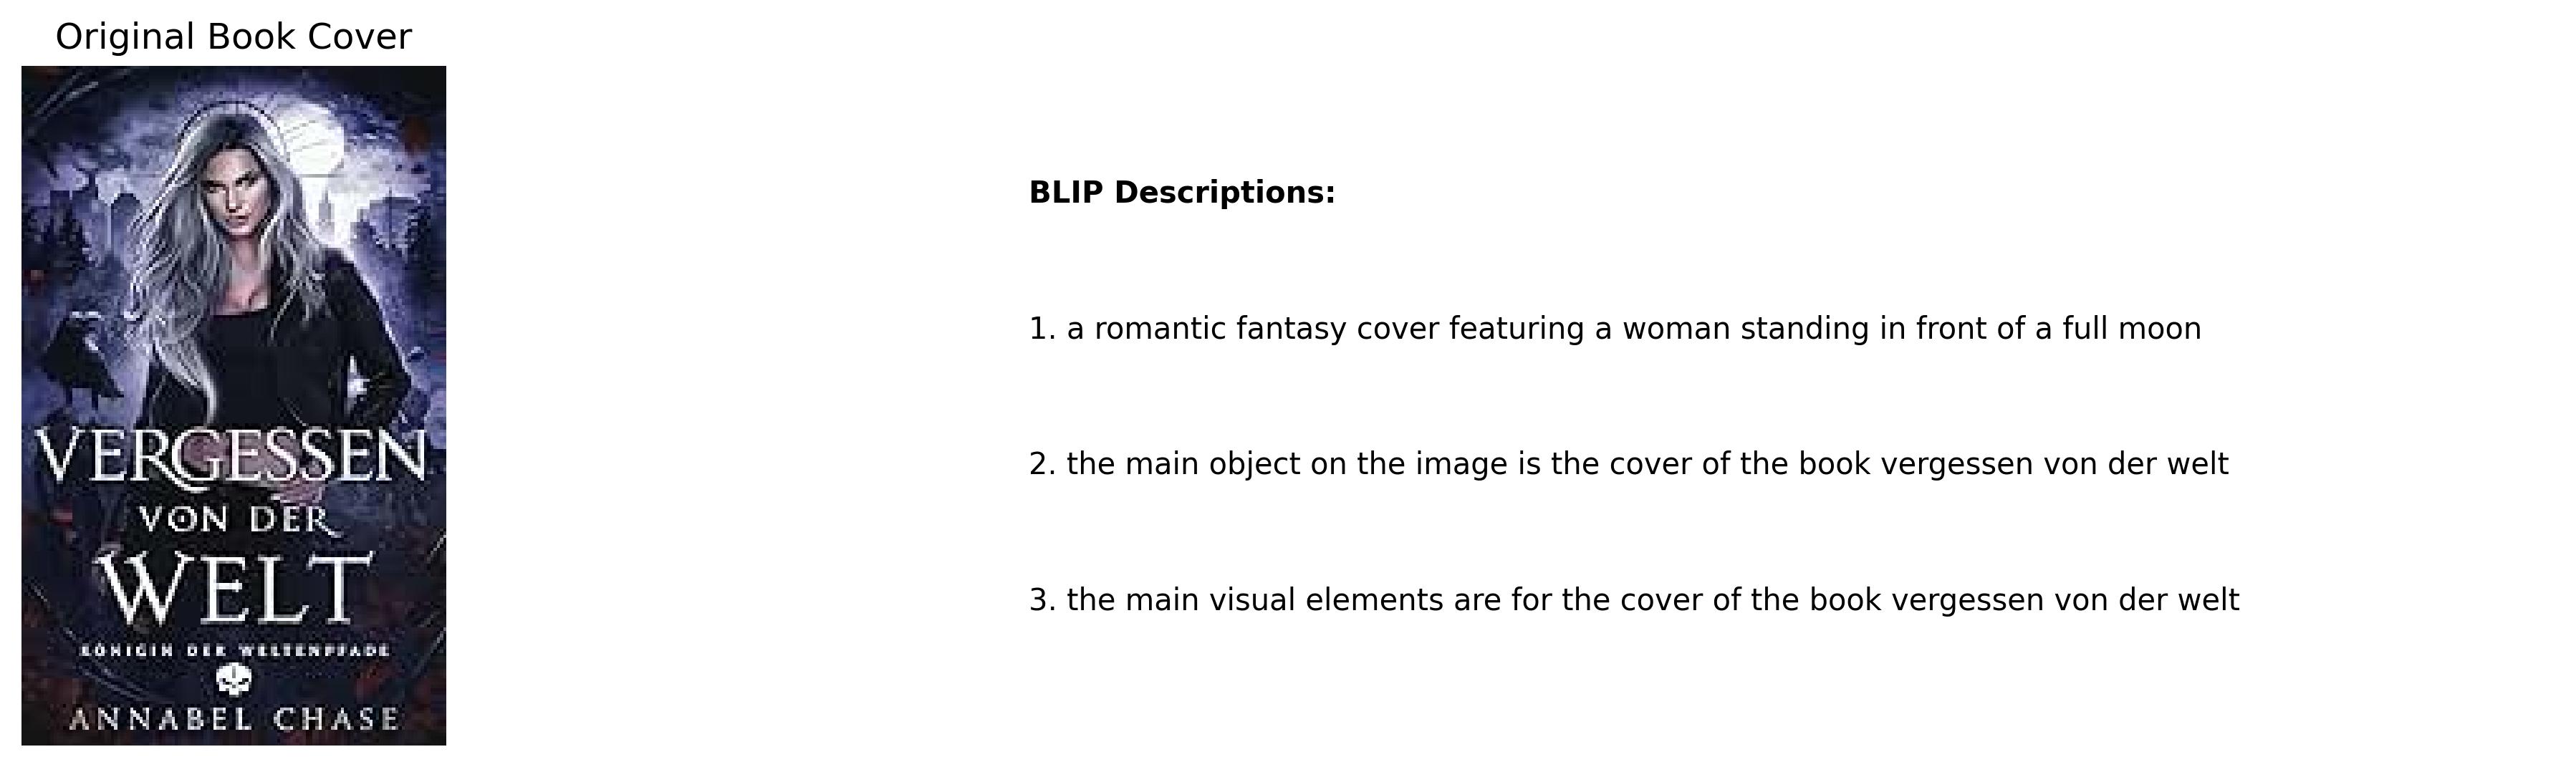 Original Book Cover
VERGESSEN
VON DER
WELT
KÖNIGIN DER WELTENPFADE
ANNABEL CHASE
BLIP Descriptions:
1. a romantic fantasy cover featuring a woman standing in front of a full moon
2. the main object on the image is the cover of the book vergessen von der welt
3. the main visual elements are for the cover of the book vergessen von der welt